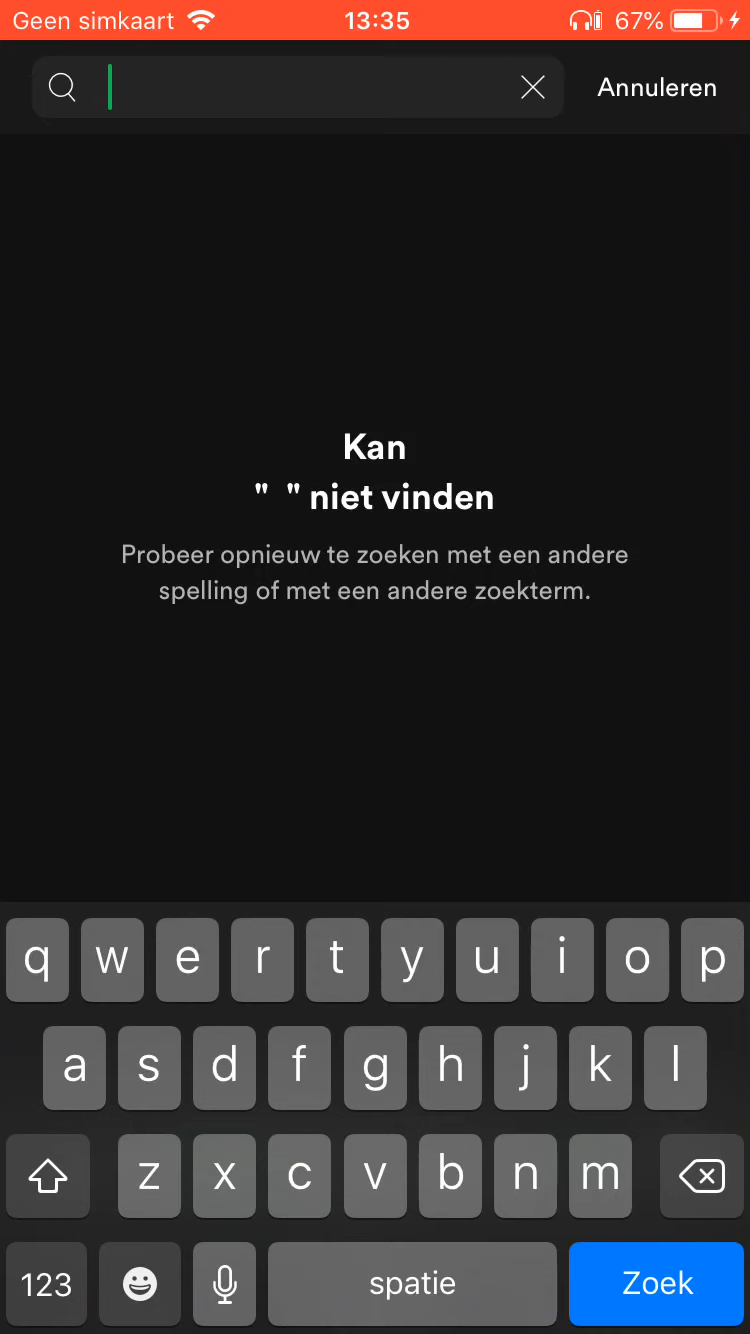 Geen simkaart 13:35 67%
Annuleren
Kan
"  " niet vinden
Probeer opnieuw te zoeken met een andere
spelling of met een andere zoekterm.
q w e r t y u i o p
a s d f g h j k l
z x c v b n m
123 spatie Zoek